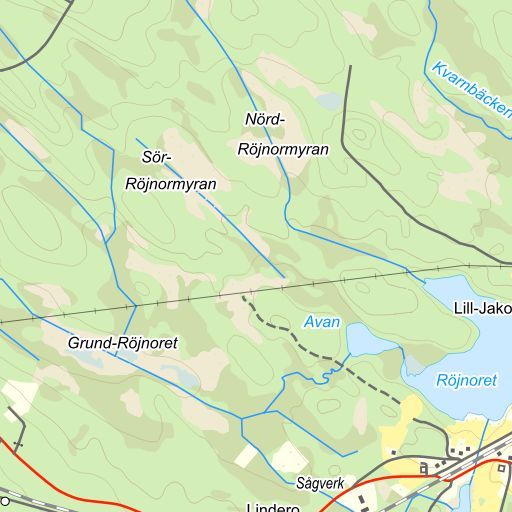 Kvarnbäcken
Nörd-
Röjnormyran
Sör-
Röjnormyran
Lill-Jako
Avan
Grund-Röjnoret
Röjnoret
Sågverk
Lindero